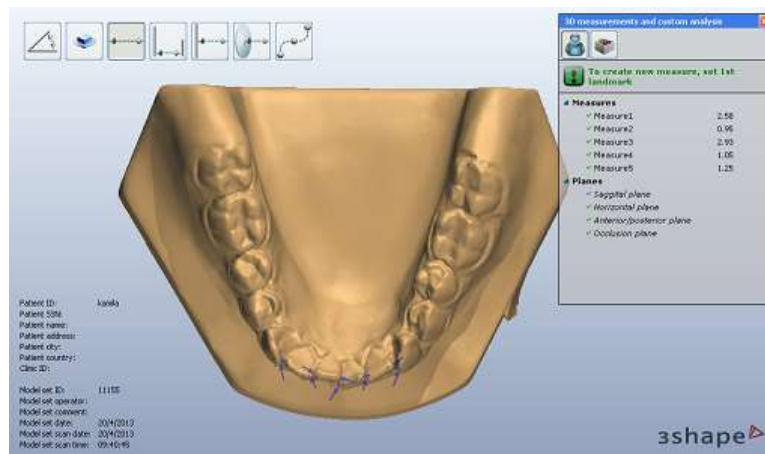 3D measurements and custom analysis
To create new measure, set 1st
landmark
Measures
Measure1 2.58
Measure2 0.95
Measure3 2.93
Measure4 1.05
Measure5 1.25
Planes
Saggital plane
Horizontal plane
Anterior/posterior plane
Occlusion plane
Patient ID: kamila
Patient SSN:
Patient name:
Patient address:
Patient city:
Patient country:
Clinic ID:
Model set ID: 11155
Model set operator:
Model set comment:
Model set date: 20/4/2013
Model set scan date: 20/4/2013
Model set scan time: 09:40:45
3shape